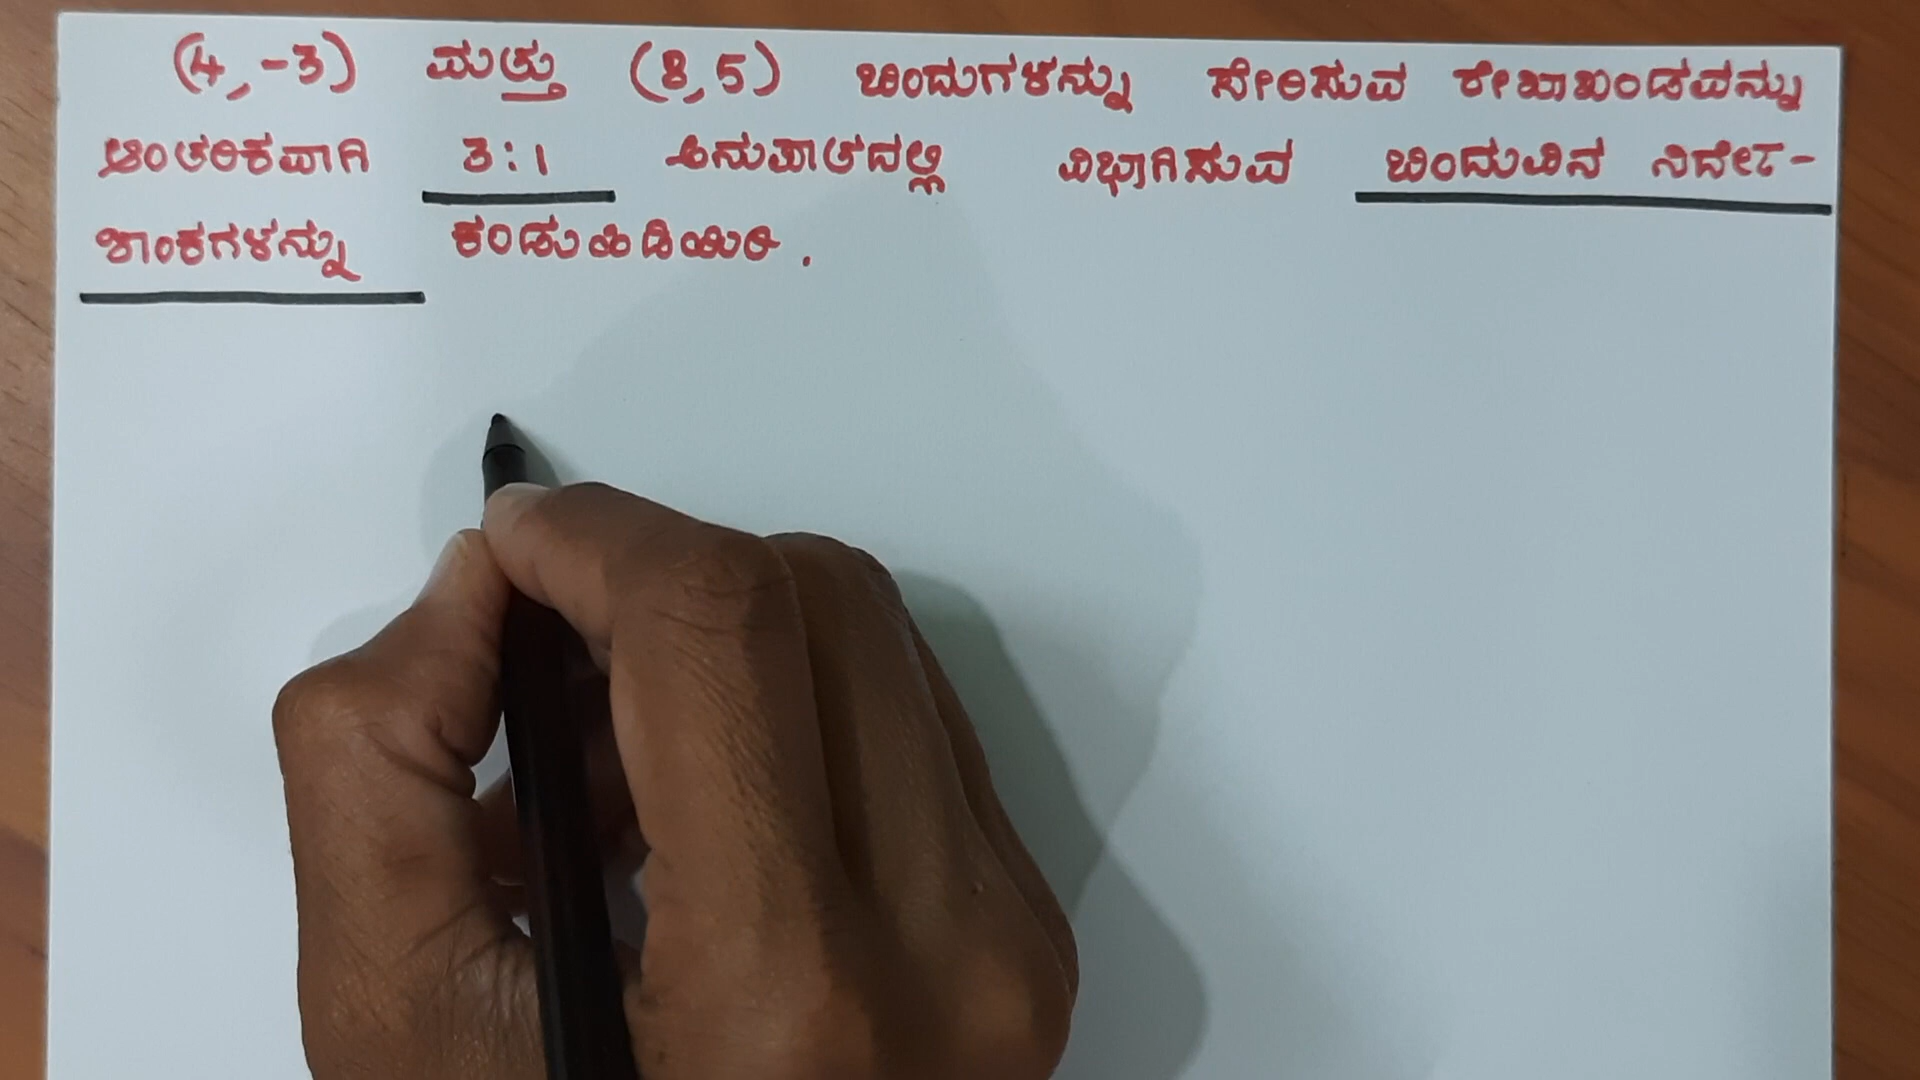 (4,-3) ಮತ್ತು (8,5) ಬಿಂದುಗಳನ್ನು ಸೇರಿಸುವ ರೇಖಾಖಂಡವನ್ನು
ಆಂತರಿಕವಾಗಿ 3:1 ಅನುಪಾತದಲ್ಲಿ ವಿಭಾಗಿಸುವ ಬಿಂದುವಿನ ನಿರ್ದೇ-
ಶಾಂಕಗಳನ್ನು ಕಂಡುಹಿಡಿಯಿರಿ.